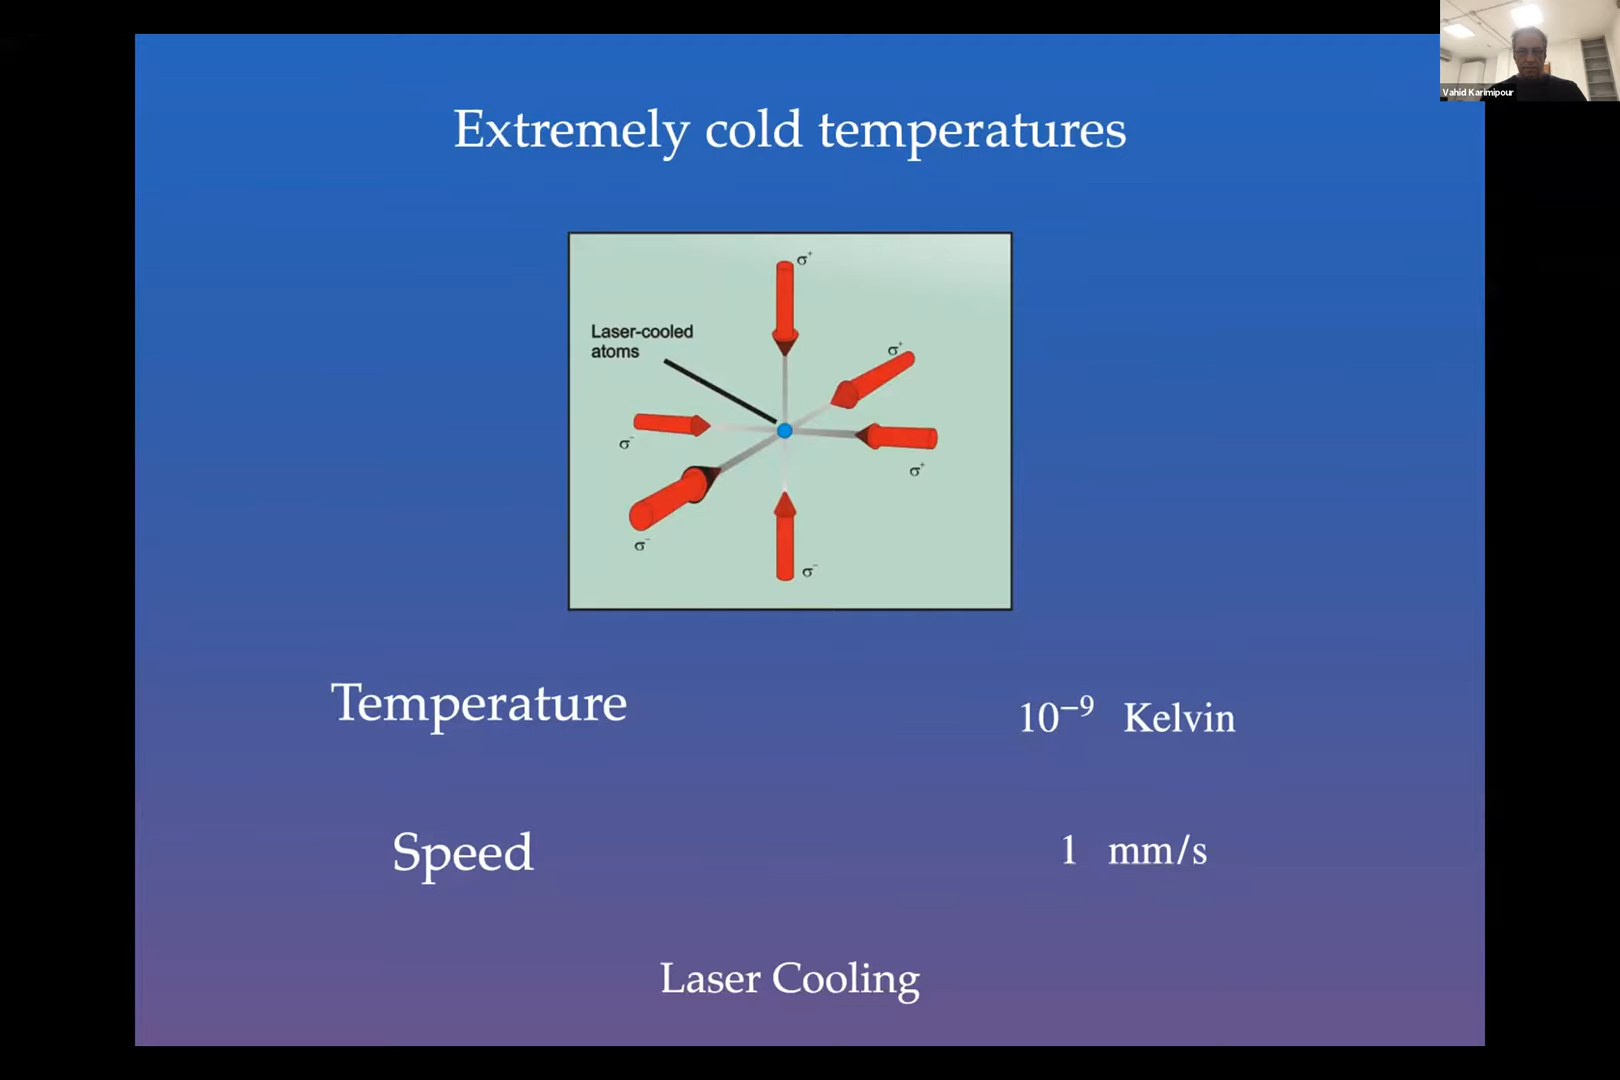 Vahid Karimipour
Extremely cold temperatures
σ⁺
Laser-cooled
atoms
σ⁺
σ⁻
σ⁺
σ⁻
σ⁻
Temperature 10⁻⁹ Kelvin
Speed 1 mm/s
Laser Cooling